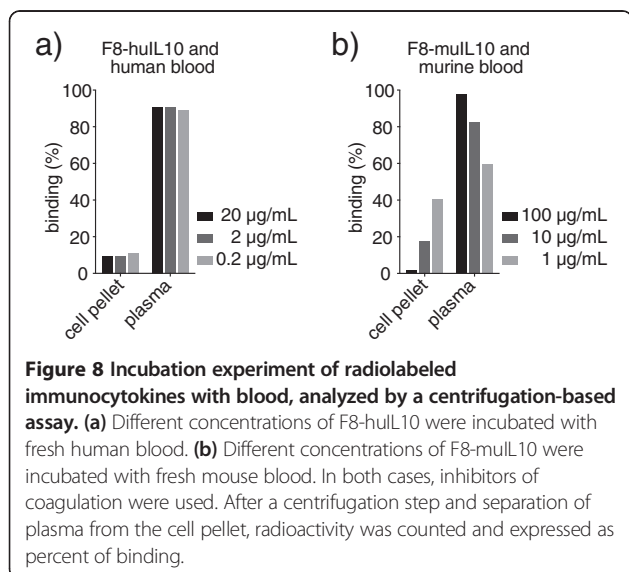 a)
F8-huIL10 and
human blood
100
80
60
40
20
0
binding (%)
cell pellet
plasma
20 µg/mL
2 µg/mL
0.2 µg/mL
b)
F8-muIL10 and
murine blood
100
80
60
40
20
0
binding (%)
cell pellet
plasma
100 µg/mL
10 µg/mL
1 µg/mL
Figure 8 Incubation experiment of radiolabeled
immunocytokines with blood, analyzed by a centrifugation-based
assay. (a) Different concentrations of F8-huIL10 were incubated with
fresh human blood. (b) Different concentrations of F8-muIL10 were
incubated with fresh mouse blood. In both cases, inhibitors of
coagulation were used. After a centrifugation step and separation of
plasma from the cell pellet, radioactivity was counted and expressed as
percent of binding.